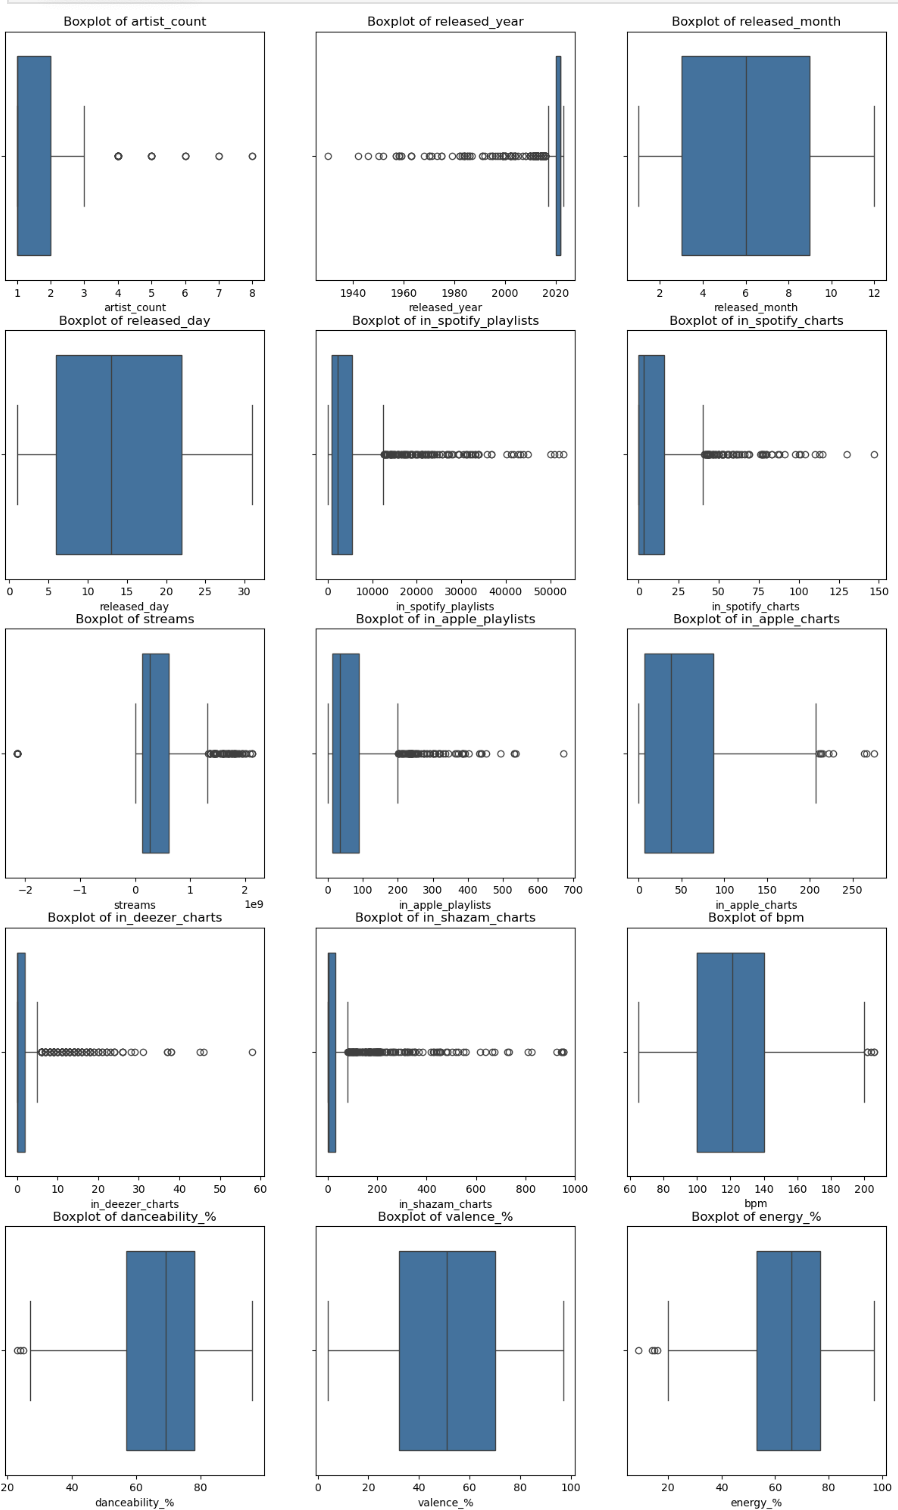 Boxplot of artist_count
Boxplot of released_year
Boxplot of released_month
1 2 3 4 5 6 7 8
1940 1960 1980 2000 2020
2 4 6 8 10 12
artist_count
released_year
released_month
Boxplot of released_day
Boxplot of in_spotify_playlists
Boxplot of in_spotify_charts
0 5 10 15 20 25 30
0 10000 20000 30000 40000 50000
0 25 50 75 100 125 150
released_day
in_spotify_playlists
in_spotify_charts
Boxplot of streams
Boxplot of in_apple_playlists
Boxplot of in_apple_charts
−2 −1 0 1 2
0 100 200 300 400 500 600 700
0 50 100 150 200 250
streams
1e9
in_apple_playlists
in_apple_charts
Boxplot of in_deezer_charts
Boxplot of in_shazam_charts
Boxplot of bpm
0 10 20 30 40 50 60
0 200 400 600 800 1000
60 80 100 120 140 160 180 200
in_deezer_charts
in_shazam_charts
bpm
Boxplot of danceability_%
Boxplot of valence_%
Boxplot of energy_%
20 40 60 80
0 20 40 60 80 100
20 40 60 80 100
danceability_%
valence_%
energy_%